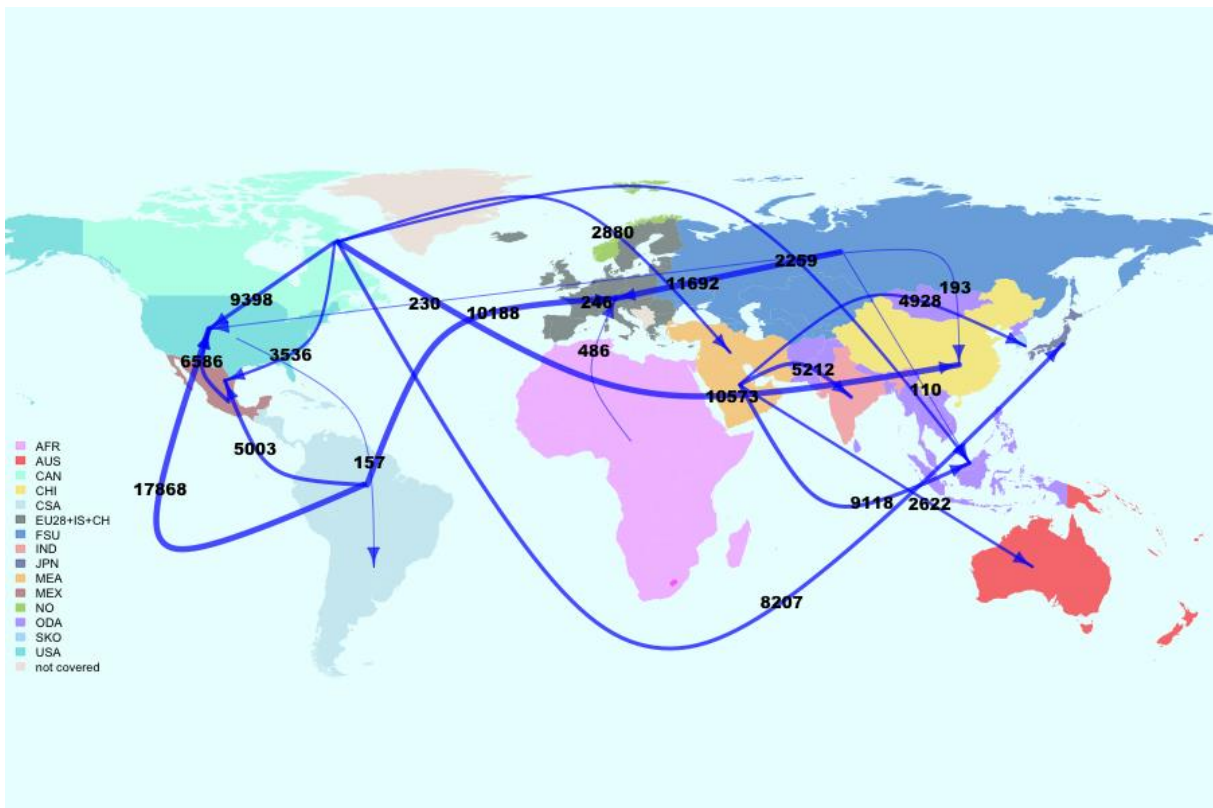 2880
2259
11692
193
9398
230
246
4928
10188
6586
3536
486
5212
110
10573
AFR
5003
AUS
157
CAN
CHI
17868
CSA
9118
2622
EU28+IS+CH
FSU
IND
JPN
MEA
MEX
8207
NO
ODA
SKO
USA
not covered